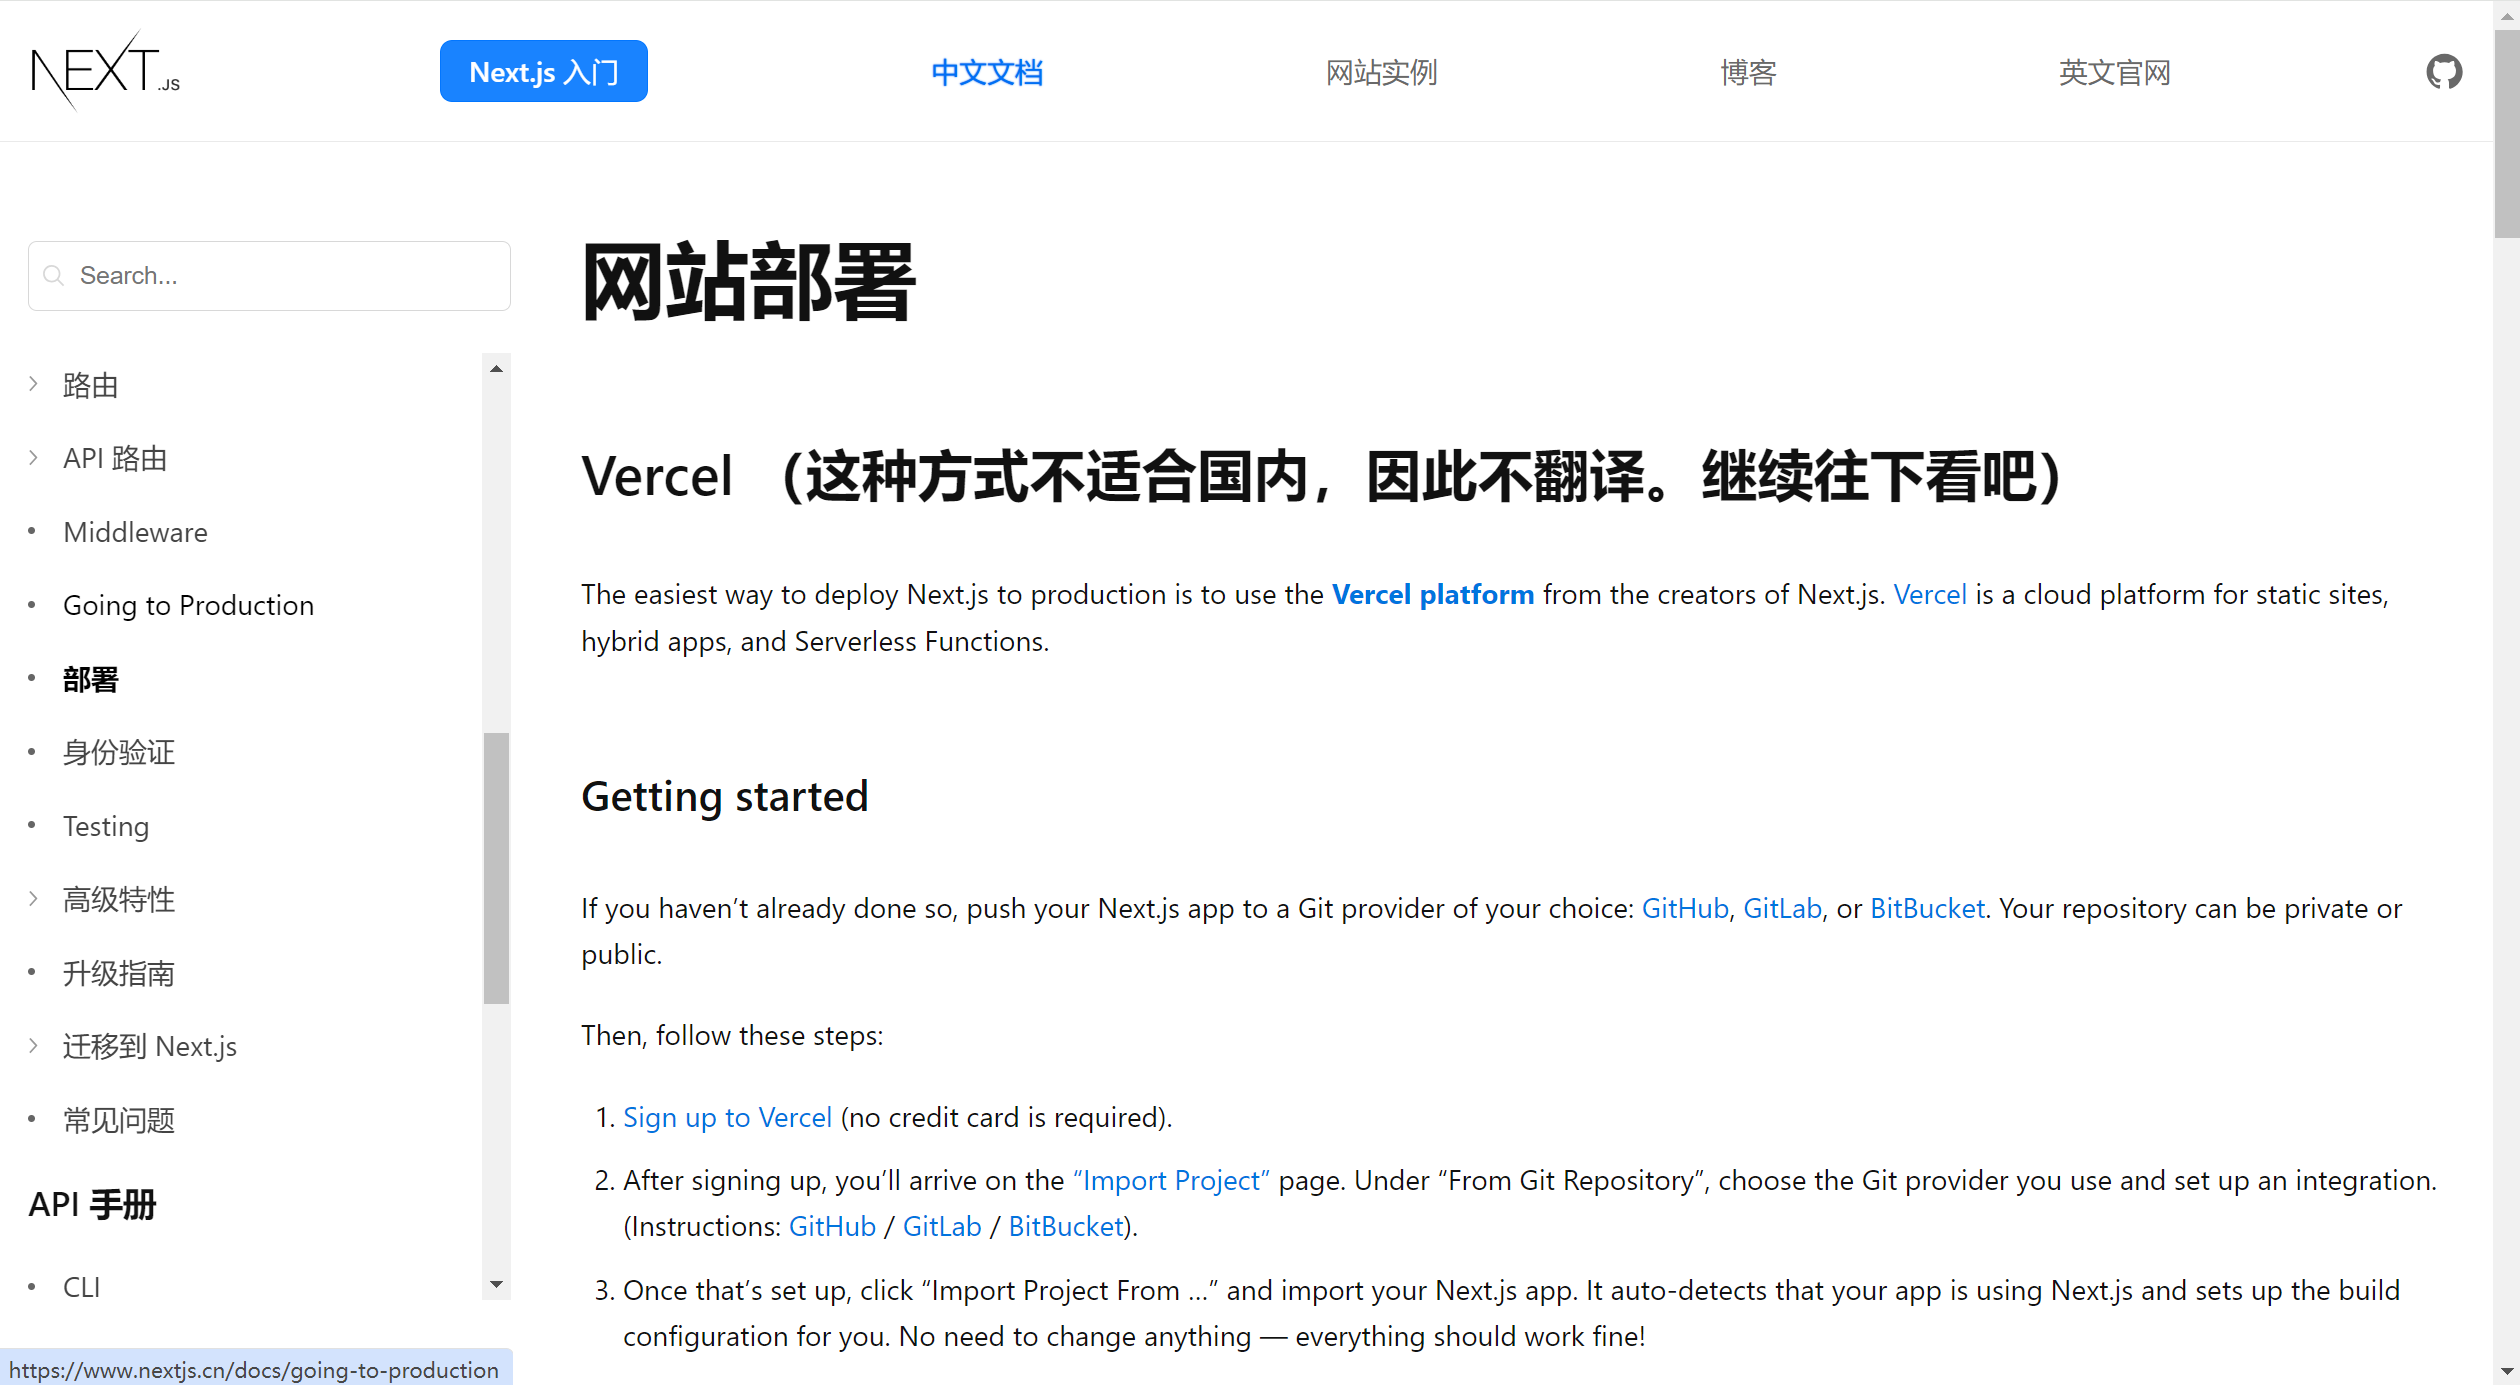 NEXT.JS
Next.js 入门
中文文档
网站实例
博客
英文官网
Search...
路由
API 路由
Middleware
Going to Production
部署
身份验证
Testing
高级特性
升级指南
迁移到 Next.js
常见问题
API 手册
CLI
网站部署
Vercel （这种方式不适合国内，因此不翻译。继续往下看吧）
The easiest way to deploy Next.js to production is to use the Vercel platform from the creators of Next.js. Vercel is a cloud platform for static sites,
hybrid apps, and Serverless Functions.
Getting started
If you haven’t already done so, push your Next.js app to a Git provider of your choice: GitHub, GitLab, or BitBucket. Your repository can be private or
public.
Then, follow these steps:
1. Sign up to Vercel (no credit card is required).
2. After signing up, you’ll arrive on the “Import Project” page. Under “From Git Repository”, choose the Git provider you use and set up an integration.
(Instructions: GitHub / GitLab / BitBucket).
3. Once that’s set up, click “Import Project From …” and import your Next.js app. It auto-detects that your app is using Next.js and sets up the build
configuration for you. No need to change anything — everything should work fine!
https://www.nextjs.cn/docs/going-to-production